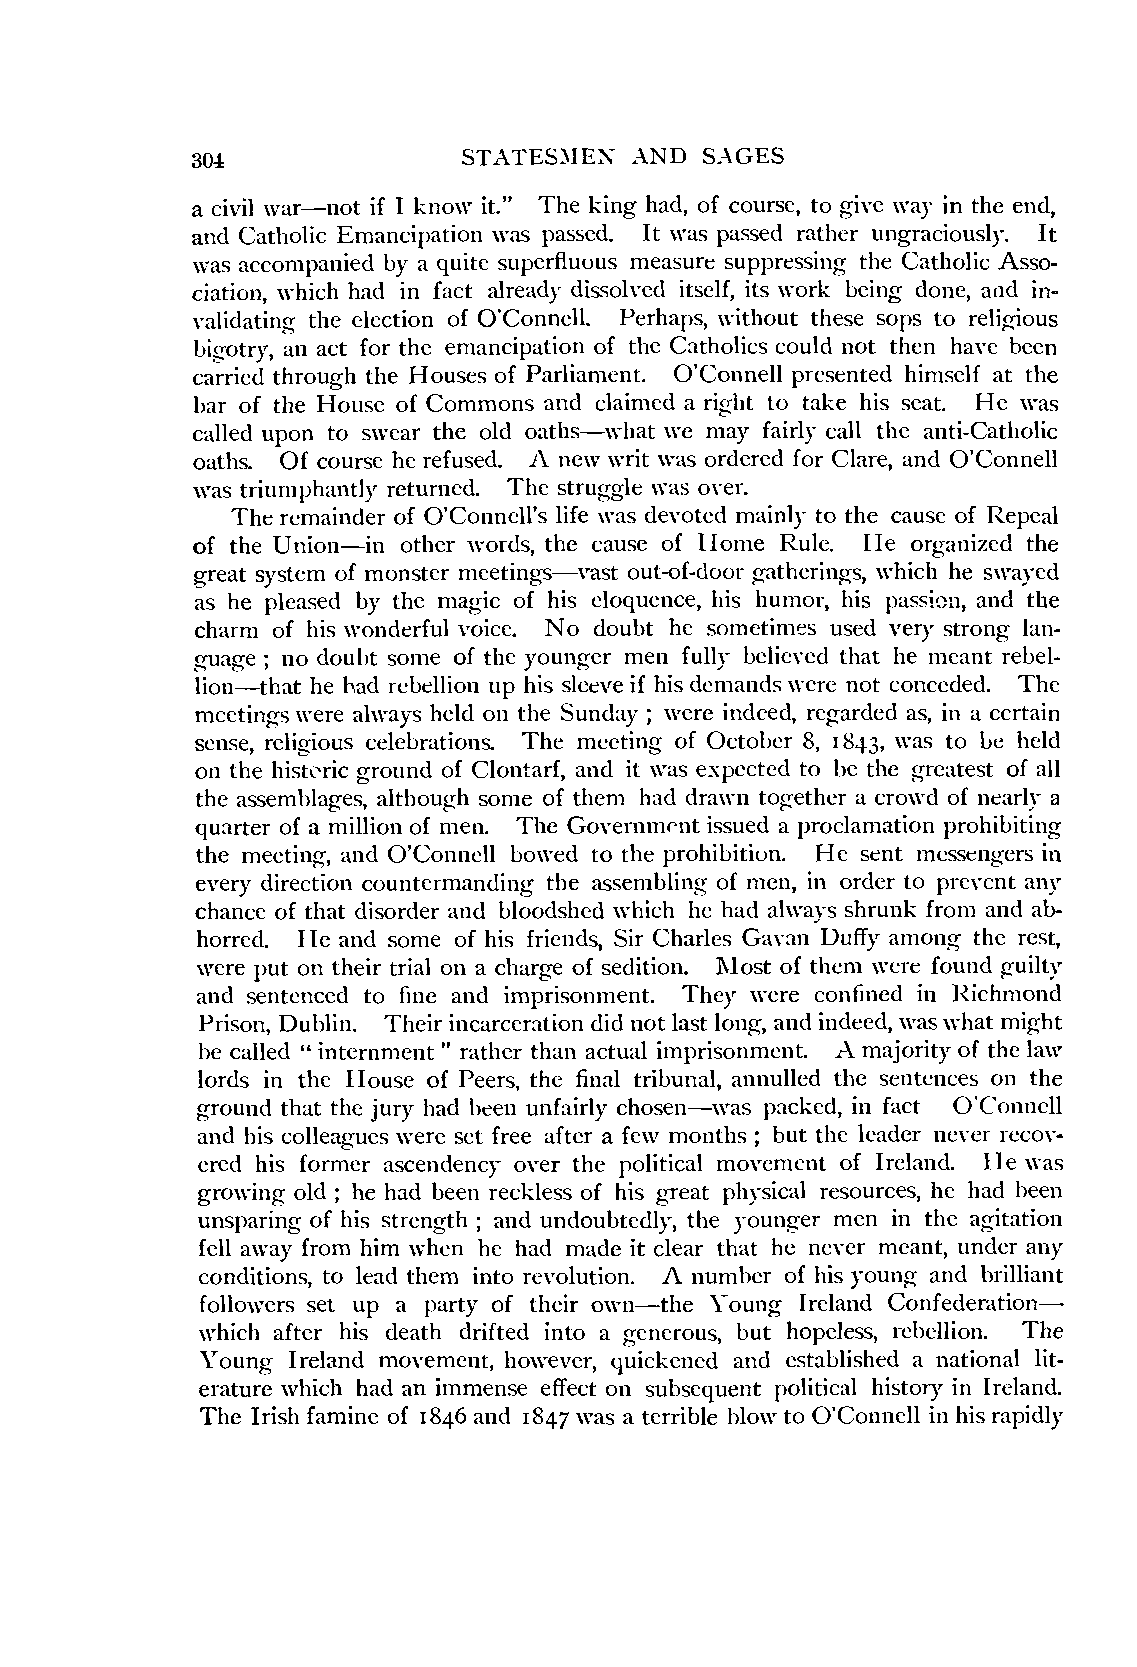 304 STATESMEN AND SAGES
a civil war—not if I know it." The king had, of course, to give way in the end,
and Catholic Emancipation was passed. It was passed rather ungraciously. It
was accompanied by a quite superfluous measure suppressing the Catholic Asso-
ciation, which had in fact already dissolved itself, its work being done, and in-
validating the election of O'Connell. Perhaps, without these sops to religious
bigotry, an act for the emancipation of the Catholics could not then have been
carried through the Houses of Parliament. O'Connell presented himself at the
bar of the House of Commons and claimed a right to take his seat. He was
called upon to swear the old oaths—what we may fairly call the anti-Catholic
oaths. Of course he refused. A new writ was ordered for Clare, and O'Connell
was triumphantly returned. The struggle was over.
The remainder of O'Connell's life was devoted mainly to the cause of Repeal
of the Union—in other words, the cause of Home Rule. He organized the
great system of monster meetings—vast out-of-door gatherings, which he swayed
as he pleased by the magic of his eloquence, his humor, his passion, and the
charm of his wonderful voice. No doubt he sometimes used very strong lan-
guage ; no doubt some of the younger men fully believed that he meant rebel-
lion—that he had rebellion up his sleeve if his demands were not conceded. The
meetings were always held on the Sunday ; were indeed, regarded as, in a certain
sense, religious celebrations. The meeting of October 8, 1843, was to be held
on the historic ground of Clontarf, and it was expected to be the greatest of all
the assemblages, although some of them had drawn together a crowd of nearly a
quarter of a million of men. The Government issued a proclamation prohibiting
the meeting, and O'Connell bowed to the prohibition. He sent messengers in
every direction countermanding the assembling of men, in order to prevent any
chance of that disorder and bloodshed which he had always shrunk from and ab-
horred. He and some of his friends, Sir Charles Gavan Duffy among the rest,
were put on their trial on a charge of sedition. Most of them were found guilty
and sentenced to fine and imprisonment. They were confined in Richmond
Prison, Dublin. Their incarceration did not last long, and indeed, was what might
be called " internment " rather than actual imprisonment. A majority of the law
lords in the House of Peers, the final tribunal, annulled the sentences on the
ground that the jury had been unfairly chosen—was packed, in fact O'Connell
and his colleagues were set free after a few months ; but the leader never recov-
ered his former ascendency over the political movement of Ireland. He was
growing old ; he had been reckless of his great physical resources, he had been
unsparing of his strength ; and undoubtedly, the younger men in the agitation
fell away from him when he had made it clear that he never meant, under any
conditions, to lead them into revolution. A number of his young and brilliant
followers set up a party of their own—the Young Ireland Confederation—
which after his death drifted into a generous, but hopeless, rebellion. The
Young Ireland movement, however, quickened and established a national lit-
erature which had an immense effect on subsequent political history in Ireland.
The Irish famine of 1846 and 1847 was a terrible blow to O'Connell in his rapidly